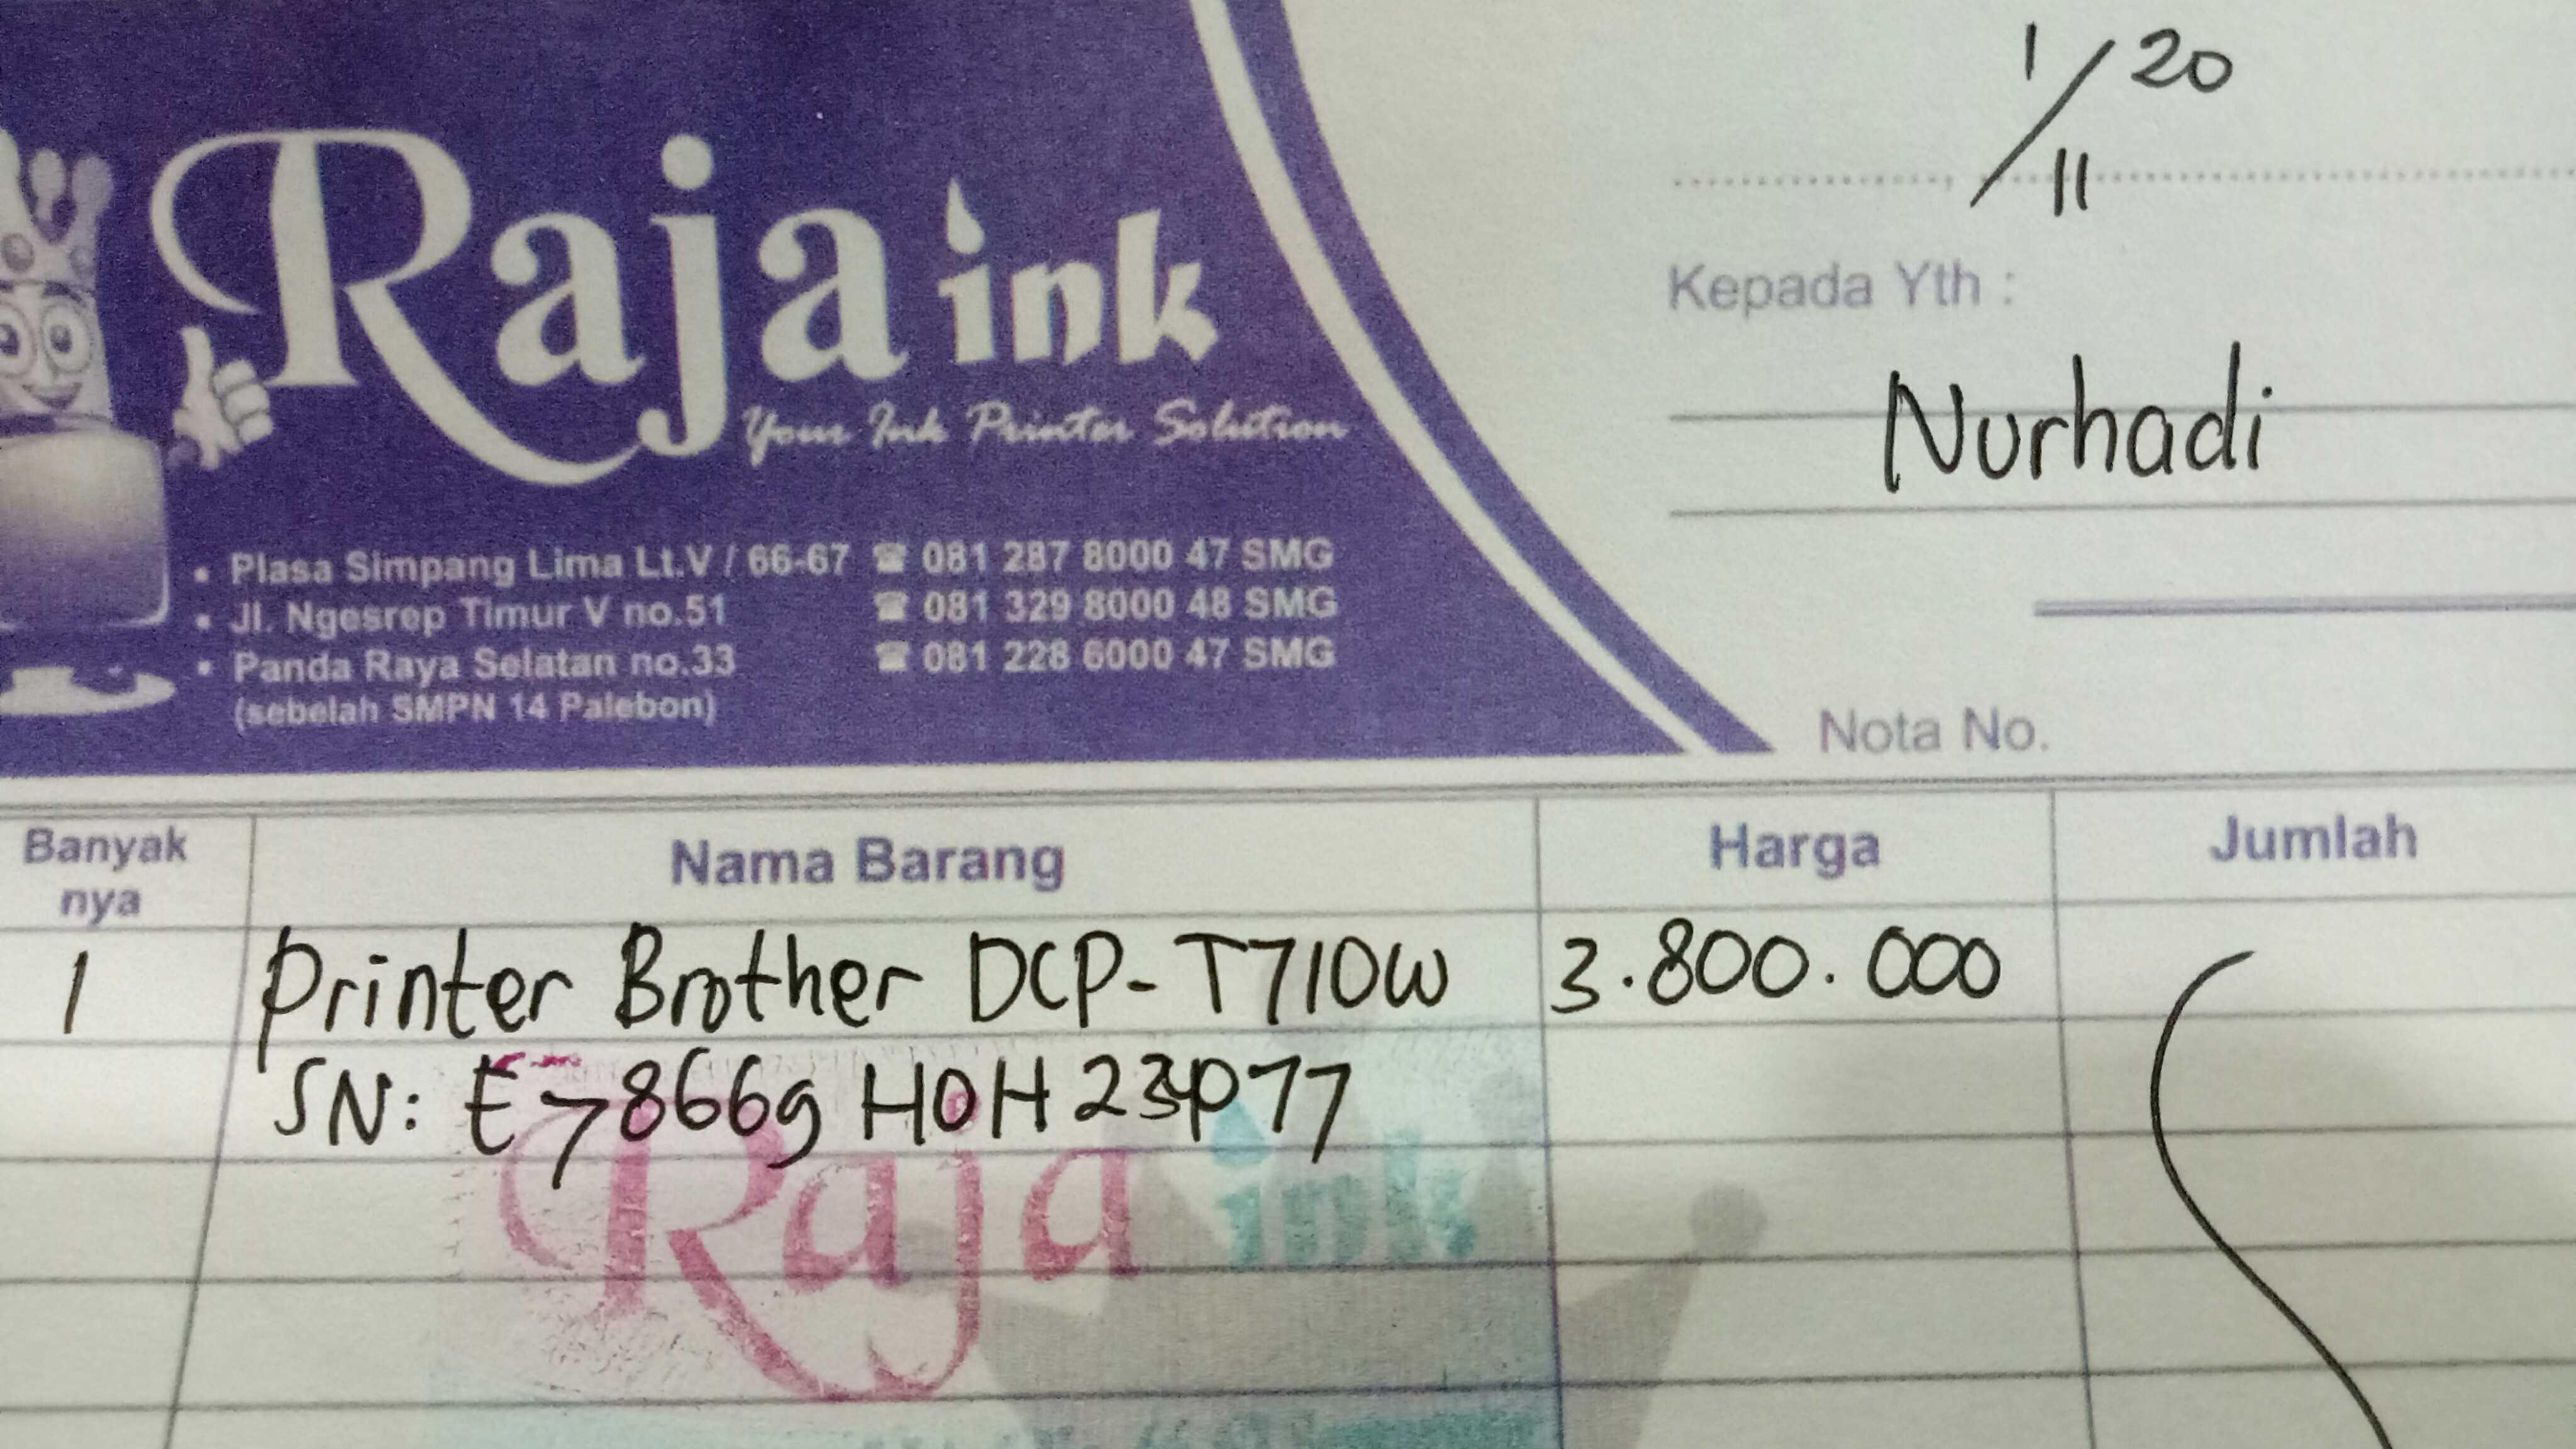 Raja ink
Your Ink Printer Solution
• Plasa Simpang Lima Lt.V / 66-67 ☎ 081 287 8000 47 SMG
• Jl. Ngesrep Timur V no.51 ☎ 081 329 8000 48 SMG
• Panda Raya Selatan no.33 ☎ 081 228 6000 47 SMG
(sebelah SMPN 14 Palebon)
1/11 20
Kepada Yth :
Nurhadi
Nota No.
Banyak nya Nama Barang Harga Jumlah
1 Printer Brother DCP-T710W 3.800.000
SN: E78669 H0H23P77
Raja ink